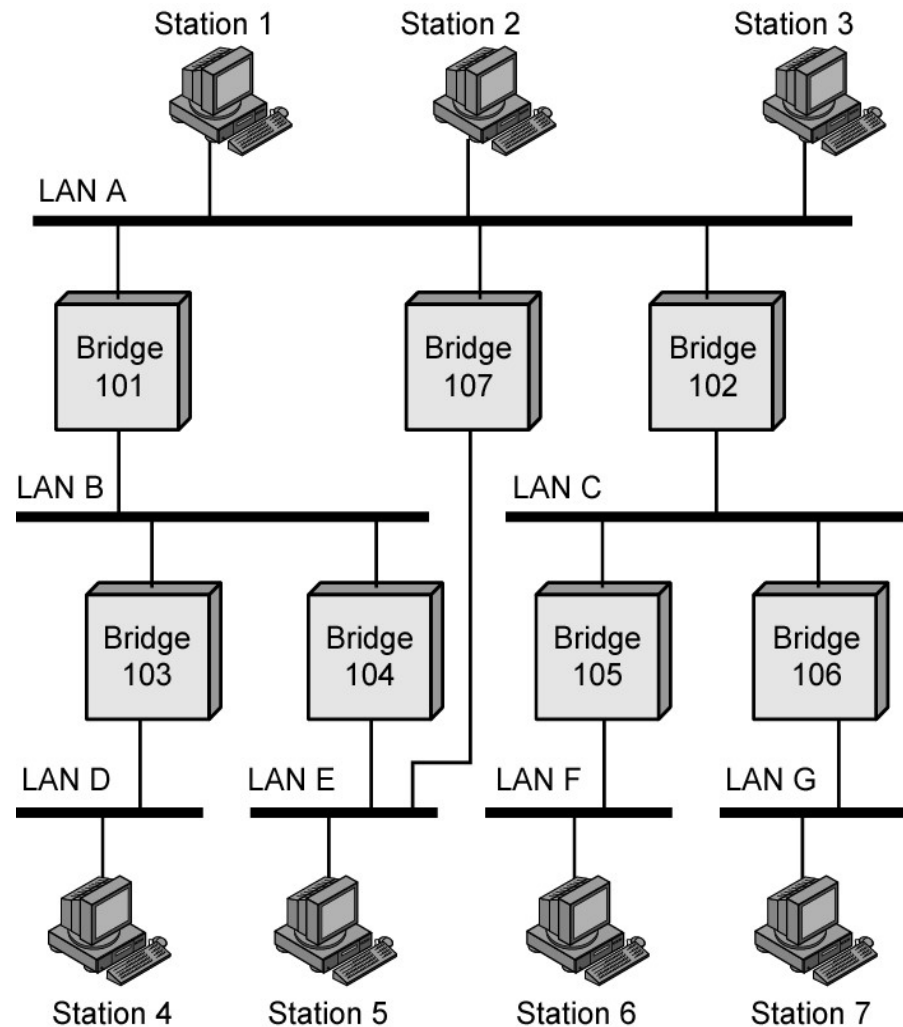 Station 1 Station 2 Station 3
LAN A
Bridge 101
Bridge 107
Bridge 102
LAN B LAN C
Bridge 103
Bridge 104
Bridge 105
Bridge 106
LAN D LAN E LAN F LAN G
Station 4 Station 5 Station 6 Station 7